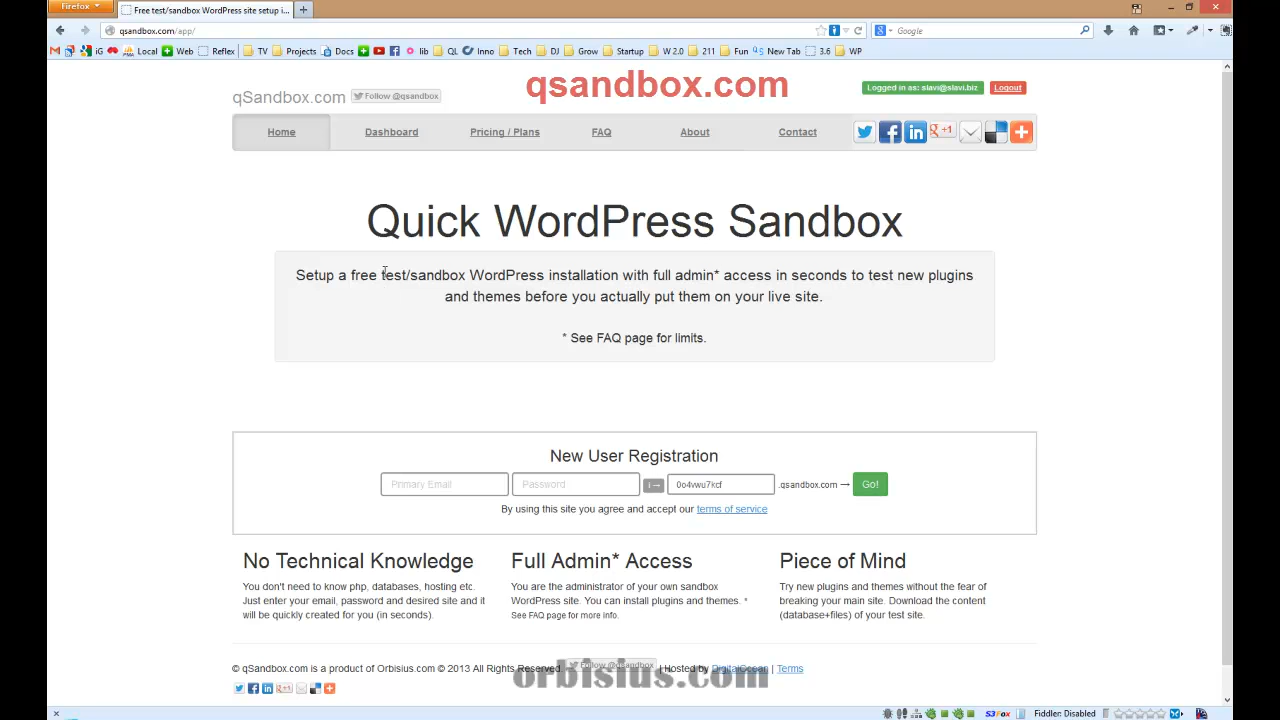 Firefox
Free test/sandbox WordPress site setup i...
qsandbox.com/app/
Google
iG Local Web Reflex TV Projects Docs lib QL Inno Tech DJ Grow Startup W 2.0 211 Fun New Tab 3.6 WP
qsandbox.com
qSandbox.com Follow @qsandbox
Logged in as: slavi@slavi.biz Logout
Home Dashboard Pricing / Plans FAQ About Contact
+1
Quick WordPress Sandbox
Setup a free test/sandbox WordPress installation with full admin* access in seconds to test new plugins
and themes before you actually put them on your live site.
* See FAQ page for limits.
New User Registration
Primary Email Password i → 0o4vwu7kcf .qsandbox.com → Go!
By using this site you agree and accept our terms of service
No Technical Knowledge
You don't need to know php, databases, hosting etc.
Just enter your email, password and desired site and it
will be quickly created for you (in seconds).
Full Admin* Access
You are the administrator of your own sandbox
WordPress site. You can install plugins and themes. *
See FAQ page for more info.
Piece of Mind
Try new plugins and themes without the fear of
breaking your main site. Download the content
(database+files) of your test site.
© qSandbox.com is a product of Orbisius.com © 2013 All Rights Reserved. Follow @qsandbox | Hosted by DigitalOcean | Terms
orbisius.com
S3Fox Fiddler: Disabled